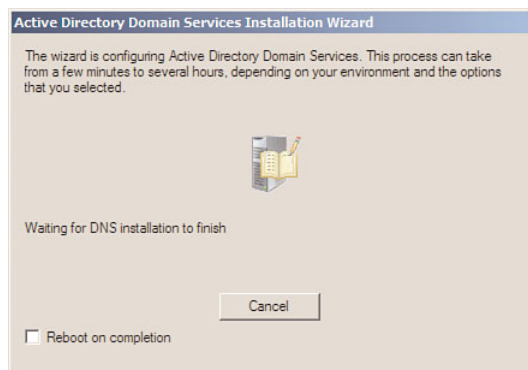 Active Directory Domain Services Installation Wizard
The wizard is configuring Active Directory Domain Services. This process can take
from a few minutes to several hours, depending on your environment and the options
that you selected.
Waiting for DNS installation to finish
Cancel
Reboot on completion